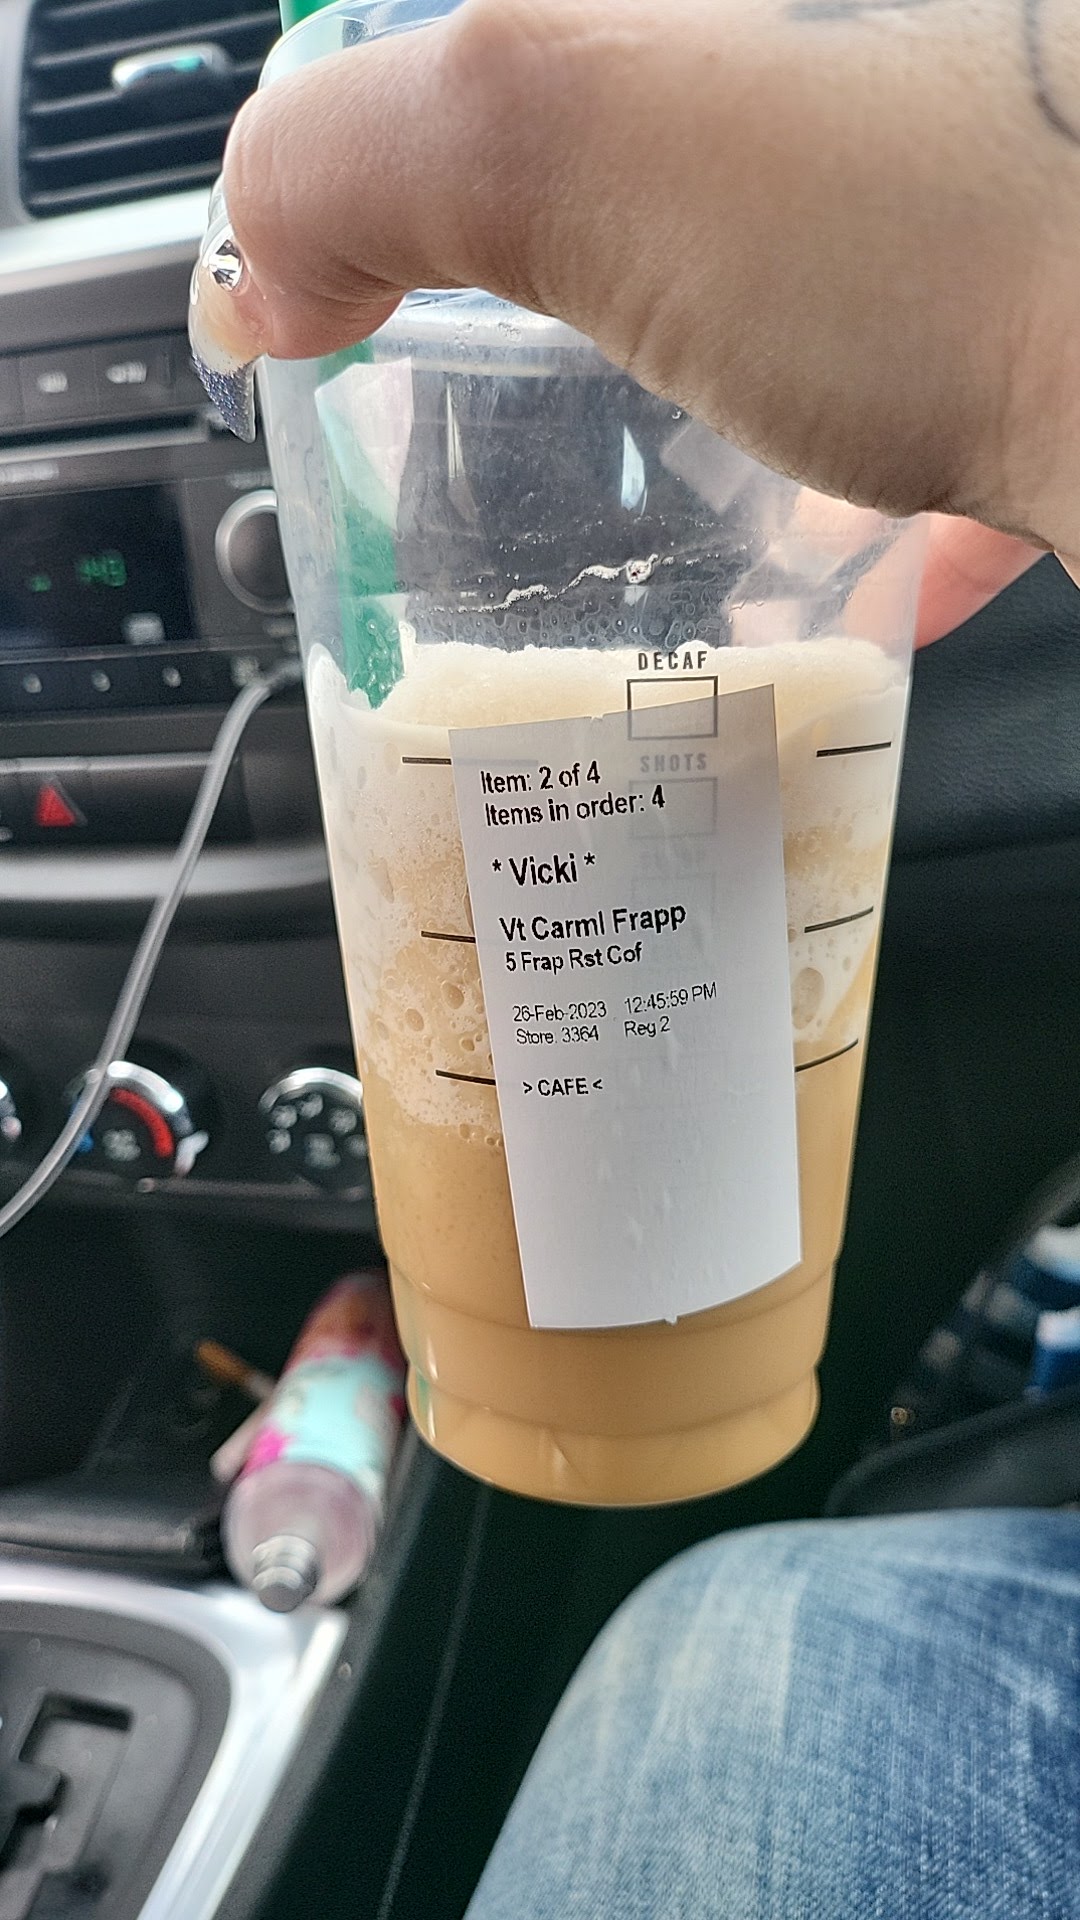 DECAF
SHOTS
Item: 2 of 4
Items in order: 4
* Vicki *
Vt Carml Frapp
5 Frap Rst Cof
26-Feb-2023 12:45:59 PM
Store. 3364 Reg 2
> CAFE <